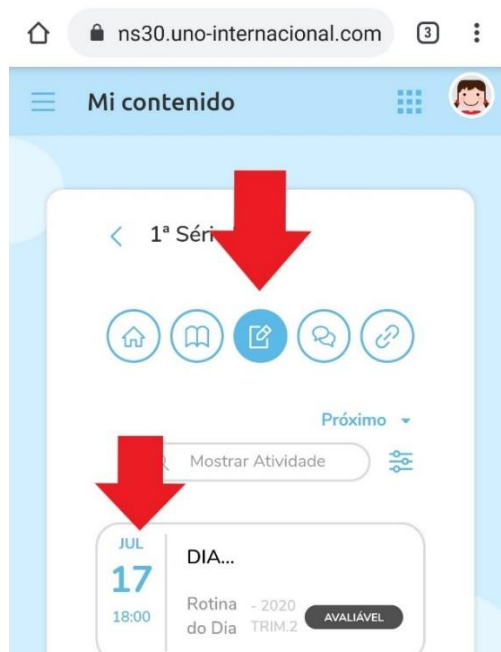 ns30.uno-internacional.com 3
Mi contenido
1ª Séri
Próximo
Mostrar Atividade
JUL
17
18:00
DIA...
Rotina - 2020
do Dia TRIM.2
AVALIÁVEL